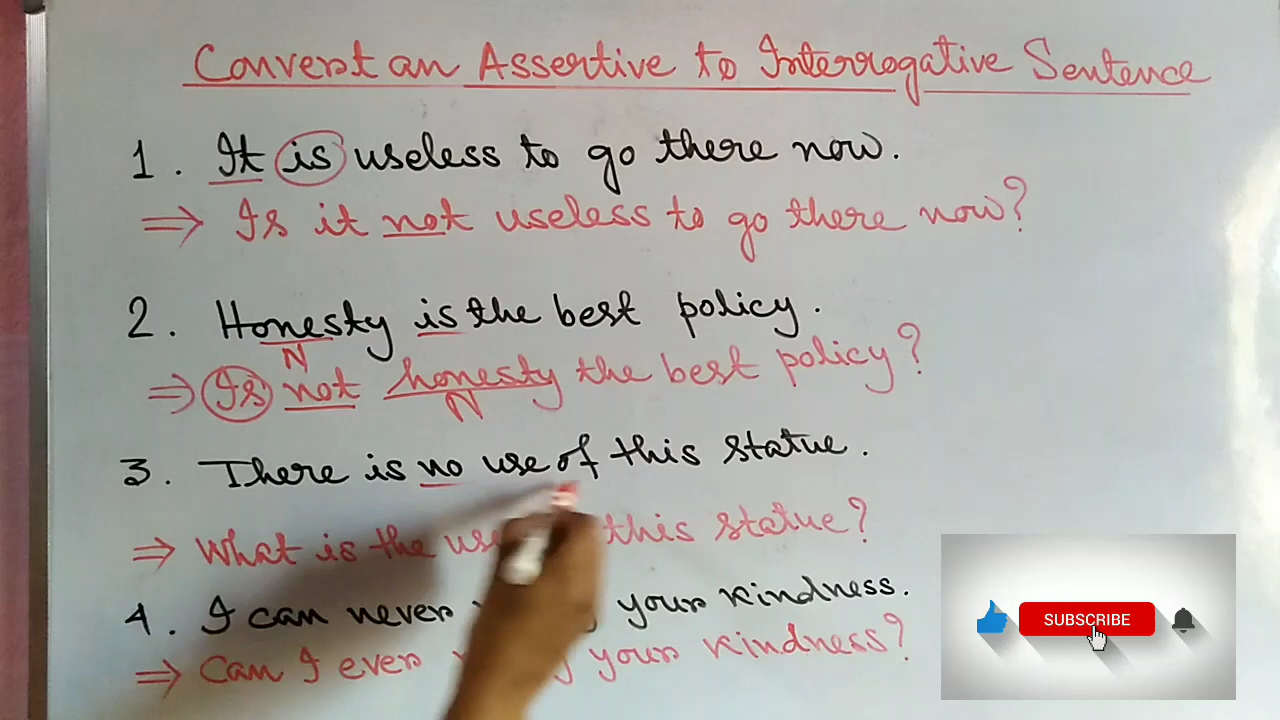 Convert an Assertive to Interrogative Sentence
1. It is useless to go there now.
⇒ Is it not useless to go there now?
2. Honesty is the best policy.
N
⇒ Is not honesty the best policy?
N
3. There is no use of this statue.
⇒ What is the use this statue?
4. I can never your kindness.
⇒ Can I ever your kindness?
SUBSCRIBE